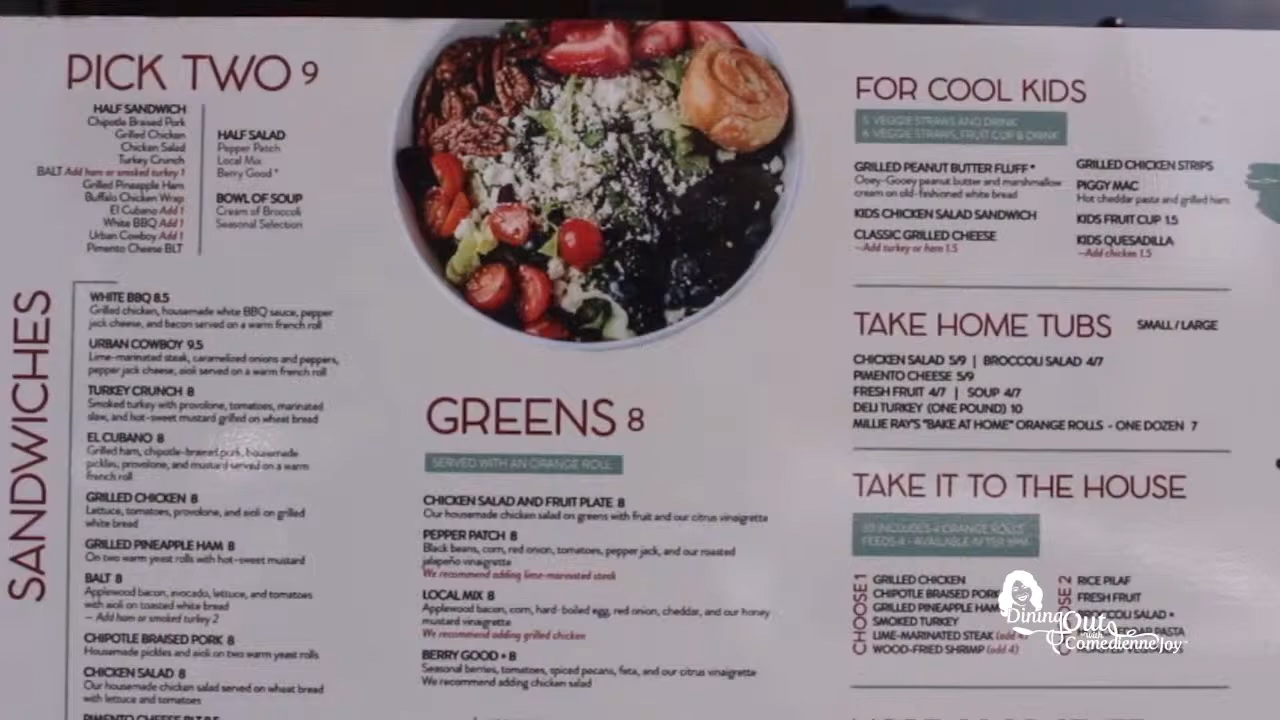 PICK TWO 9
HALF SANDWICH
Chipotle Braised Pork
Grilled Chicken
Chicken Salad
Turkey Crunch
BALT Add ham or smoked turkey 1
Grilled Pineapple Ham
Buffalo Chicken Wrap
El Cubano Add 1
White BBQ Add 1
Urban Cowboy Add 1
Pimento Cheese BLT
HALF SALAD
Pepper Patch
Local Mix
Berry Good *
BOWL OF SOUP
Cream of Broccoli
Seasonal Selection
SANDWICHES
WHITE BBQ 8.5
Grilled chicken, housemade white BBQ sauce, pepper
jack cheese, and bacon served on a warm french roll
URBAN COWBOY 9.5
Lime-marinated steak, caramelized onions and peppers,
pepper jack cheese, aioli served on a warm french roll
TURKEY CRUNCH 8
Smoked turkey with provolone, tomatoes, marinated
slaw, and hot-sweet mustard grilled on wheat bread
EL CUBANO 8
Grilled ham, chipotle-braised pork, housemade
pickles, provolone, and mustard served on a warm
french roll
GRILLED CHICKEN 8
Lettuce, tomatoes, provolone, and aioli on grilled
white bread
GRILLED PINEAPPLE HAM 8
On two warm yeast rolls with hot-sweet mustard
BALT 8
Applewood bacon, avocado, lettuce, and tomatoes
with aioli on toasted white bread
— Add ham or smoked turkey 2
CHIPOTLE BRAISED PORK 8
Housemade pickles and aioli on two warm yeast rolls
CHICKEN SALAD 8
Our housemade chicken salad served on wheat bread
with lettuce and tomatoes
PIMENTO CHEESE BLT 8.5
GREENS 8
SERVED WITH AN ORANGE ROLL
CHICKEN SALAD AND FRUIT PLATE 8
Our housemade chicken salad on greens with fruit and our citrus vinaigrette
PEPPER PATCH 8
Black beans, corn, red onion, tomatoes, pepper jack, and our roasted
jalapeño vinaigrette
We recommend adding lime-marinated steak
LOCAL MIX 8
Applewood bacon, corn, hard-boiled egg, red onion, cheddar, and our honey
mustard vinaigrette
We recommend adding grilled chicken
BERRY GOOD * 8
Seasonal berries, tomatoes, spiced pecans, feta, and our citrus vinaigrette
We recommend adding chicken salad
FOR COOL KIDS
5 VEGGIE STRAWS AND DRINK
6 VEGGIE STRAWS, FRUIT CUP & DRINK
GRILLED PEANUT BUTTER FLUFF *
Ooey-Gooey peanut butter and marshmallow
cream on old-fashioned white bread
KIDS CHICKEN SALAD SANDWICH
CLASSIC GRILLED CHEESE
—Add turkey or ham 1.5
GRILLED CHICKEN STRIPS
PIGGY MAC
Hot cheddar pasta and grilled ham
KIDS FRUIT CUP 1.5
KIDS QUESADILLA
—Add chicken 1.5
TAKE HOME TUBS SMALL / LARGE
CHICKEN SALAD 5/9 | BROCCOLI SALAD 4/7
PIMENTO CHEESE 5/9
FRESH FRUIT 4/7 | SOUP 4/7
DELI TURKEY (ONE POUND) 10
MILLIE RAY'S "BAKE AT HOME" ORANGE ROLLS - ONE DOZEN 7
TAKE IT TO THE HOUSE
INCLUDES 4 ORANGE ROLLS
FEEDS 4 - AVAILABLE AFTER
CHOOSE 1
GRILLED CHICKEN
CHIPOTLE BRAISED PORK
GRILLED PINEAPPLE HAM
SMOKED TURKEY
LIME-MARINATED STEAK (add 4)
WOOD-FIRED SHRIMP (add 4)
RICE PILAF
FRESH FRUIT
BROCCOLI SALAD *
PASTA
Dining Out
with
Comedienne Joy